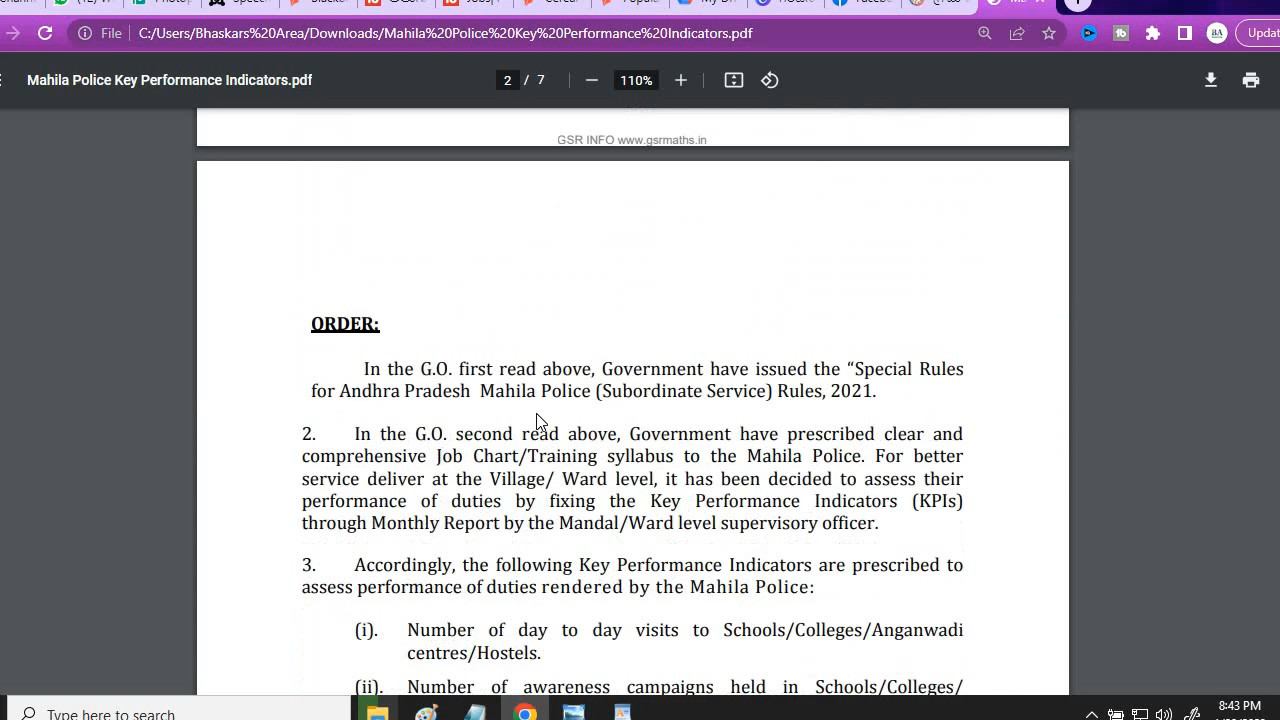 File C:/Users/Bhaskars%20Area/Downloads/Mahila%20Police%20Key%20Performance%20Indicators.pdf BA
Mahila Police Key Performance Indicators.pdf 2 / 7 110%
GSR INFO www.gsrmaths.in
ORDER:
In the G.O. first read above, Government have issued the “Special Rules
for Andhra Pradesh Mahila Police (Subordinate Service) Rules, 2021.
2. In the G.O. second read above, Government have prescribed clear and
comprehensive Job Chart/Training syllabus to the Mahila Police. For better
service deliver at the Village/ Ward level, it has been decided to assess their
performance of duties by fixing the Key Performance Indicators (KPIs)
through Monthly Report by the Mandal/Ward level supervisory officer.
3. Accordingly, the following Key Performance Indicators are prescribed to
assess performance of duties rendered by the Mahila Police:
(i). Number of day to day visits to Schools/Colleges/Anganwadi
centres/Hostels.
(ii). Number of awareness campaigns held in Schools/Colleges/
Type here to search
8:43 PM